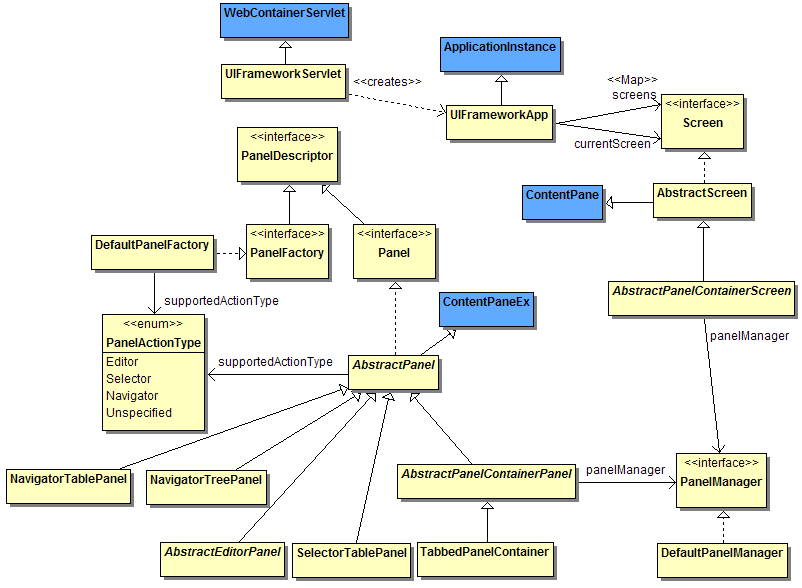 WebContainerServlet
ApplicationInstance
UIFrameworkServlet
<<creates>>
<<Map>>
screens
<<interface>>
Screen
UIFrameworkApp
currentScreen
<<interface>>
PanelDescriptor
ContentPane
AbstractScreen
DefaultPanelFactory
<<interface>>
PanelFactory
<<interface>>
Panel
AbstractPanelContainerScreen
supportedActionType
ContentPaneEx
<<enum>>
PanelActionType
Editor
Selector
Navigator
Unspecified
panelManager
supportedActionType
AbstractPanel
NavigatorTablePanel
NavigatorTreePanel
AbstractPanelContainerPanel
panelManager
<<interface>>
PanelManager
AbstractEditorPanel
SelectorTablePanel
TabbedPanelContainer
DefaultPanelManager